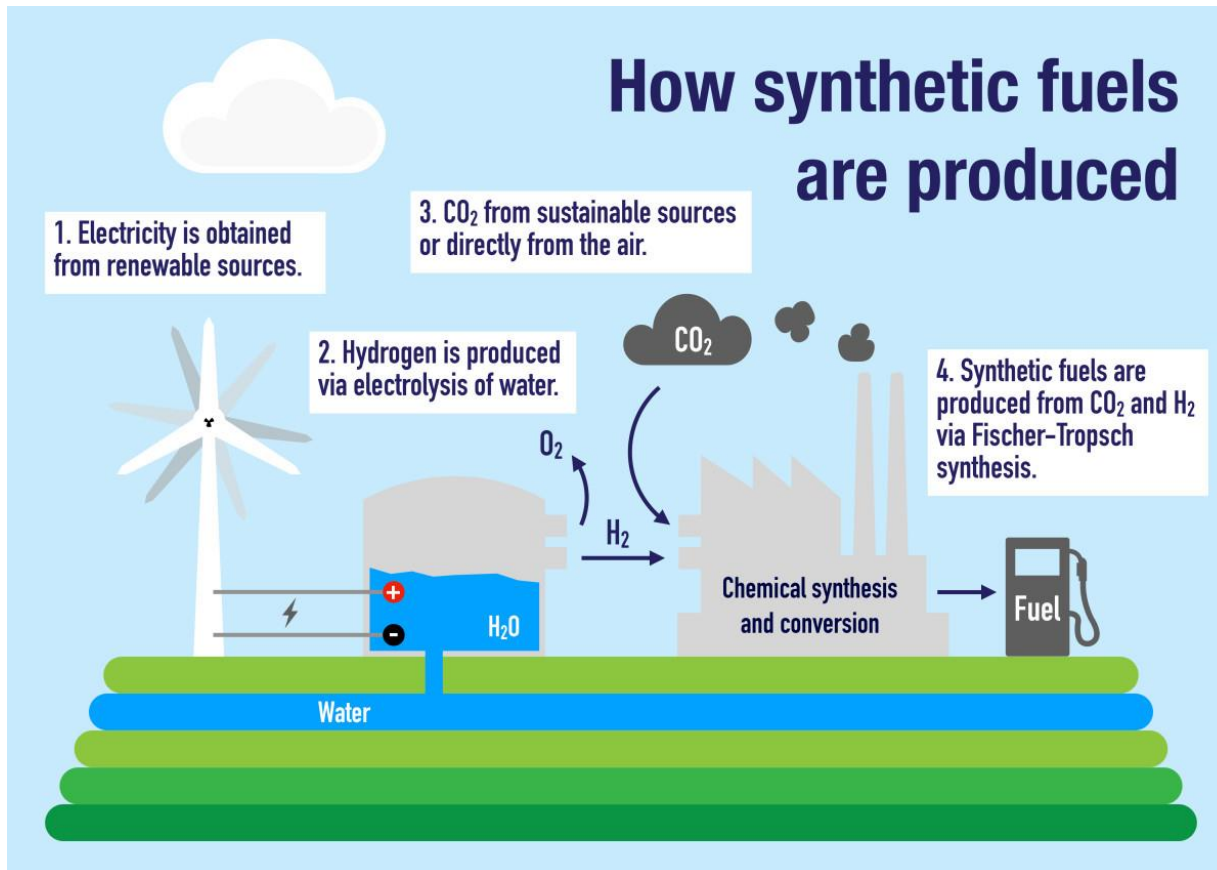 How synthetic fuels
are produced
1. Electricity is obtained
from renewable sources.
2. Hydrogen is produced
via electrolysis of water.
3. CO₂ from sustainable sources
or directly from the air.
4. Synthetic fuels are
produced from CO₂ and H₂
via Fischer-Tropsch
synthesis.
CO₂
O₂
H₂
+
-
H₂O
Chemical synthesis
and conversion
Fuel
Water